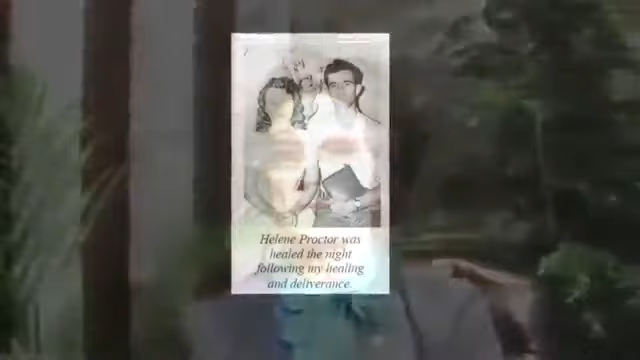 Helene Proctor was
healed the night
following my healing
and deliverance.